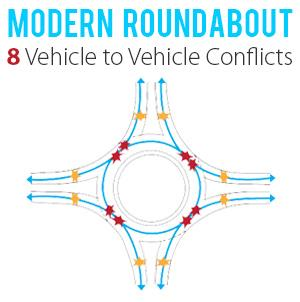 MODERN ROUNDABOUT
8 Vehicle to Vehicle Conflicts